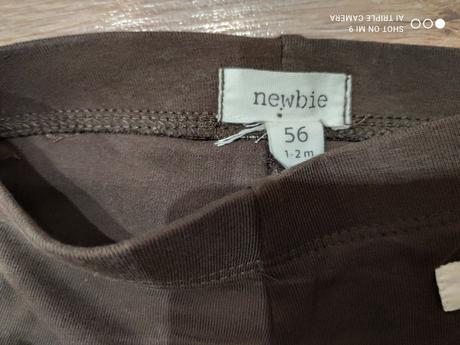 SHOT ON MI 9
AI TRIPLE CAMERA
newbie
56
1-2 m